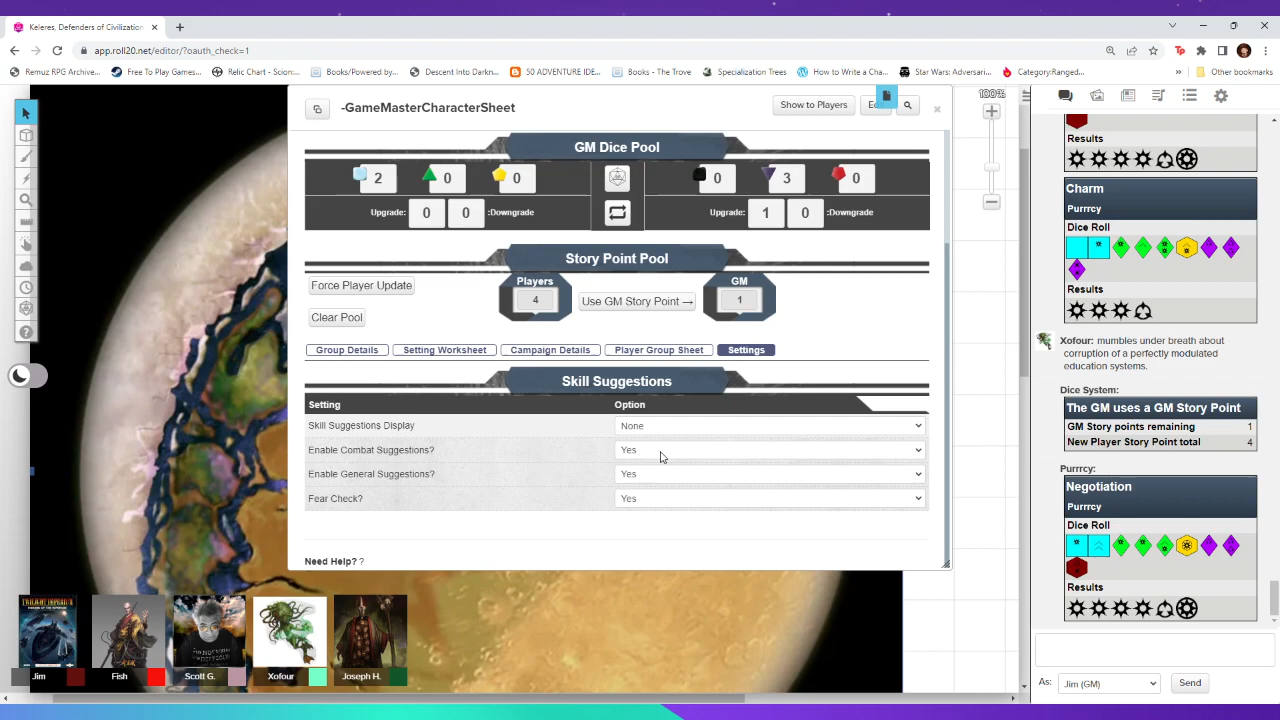 Keleres, Defenders of Civilization
app.roll20.net/editor/?oauth_check=1
Remuz RPG Archive...
Free To Play Games...
Relic Chart - Scion:...
Books/Powered by...
Descent Into Darkn...
50 ADVENTURE IDE...
Books - The Trove
Specialization Trees
How to Write a Cha...
Star Wars: Adversari...
Category:Ranged...
Other bookmarks
-GameMasterCharacterSheet
Show to Players
100%
GM Dice Pool
2
0
0
0
3
0
Upgrade:
0
0
:Downgrade
Upgrade:
1
0
:Downgrade
Story Point Pool
Force Player Update
Clear Pool
Players
4
Use GM Story Point →
GM
1
Group Details
Setting Worksheet
Campaign Details
Player Group Sheet
Settings
Skill Suggestions
Setting
Option
Skill Suggestions Display
None
Enable Combat Suggestions?
Yes
Enable General Suggestions?
Yes
Fear Check?
Yes
Need Help? ?
Jim
Fish
Scott G.
Xofour
Joseph H.
Results
Charm
Purrrcy
Dice Roll
Results
Xofour: mumbles under breath about
corruption of a perfectly modulated
education systems.
Dice System:
The GM uses a GM Story Point
GM Story points remaining 1
New Player Story Point total 4
Purrrcy:
Negotiation
Purrrcy
Dice Roll
Results
As:
Jim (GM)
Send